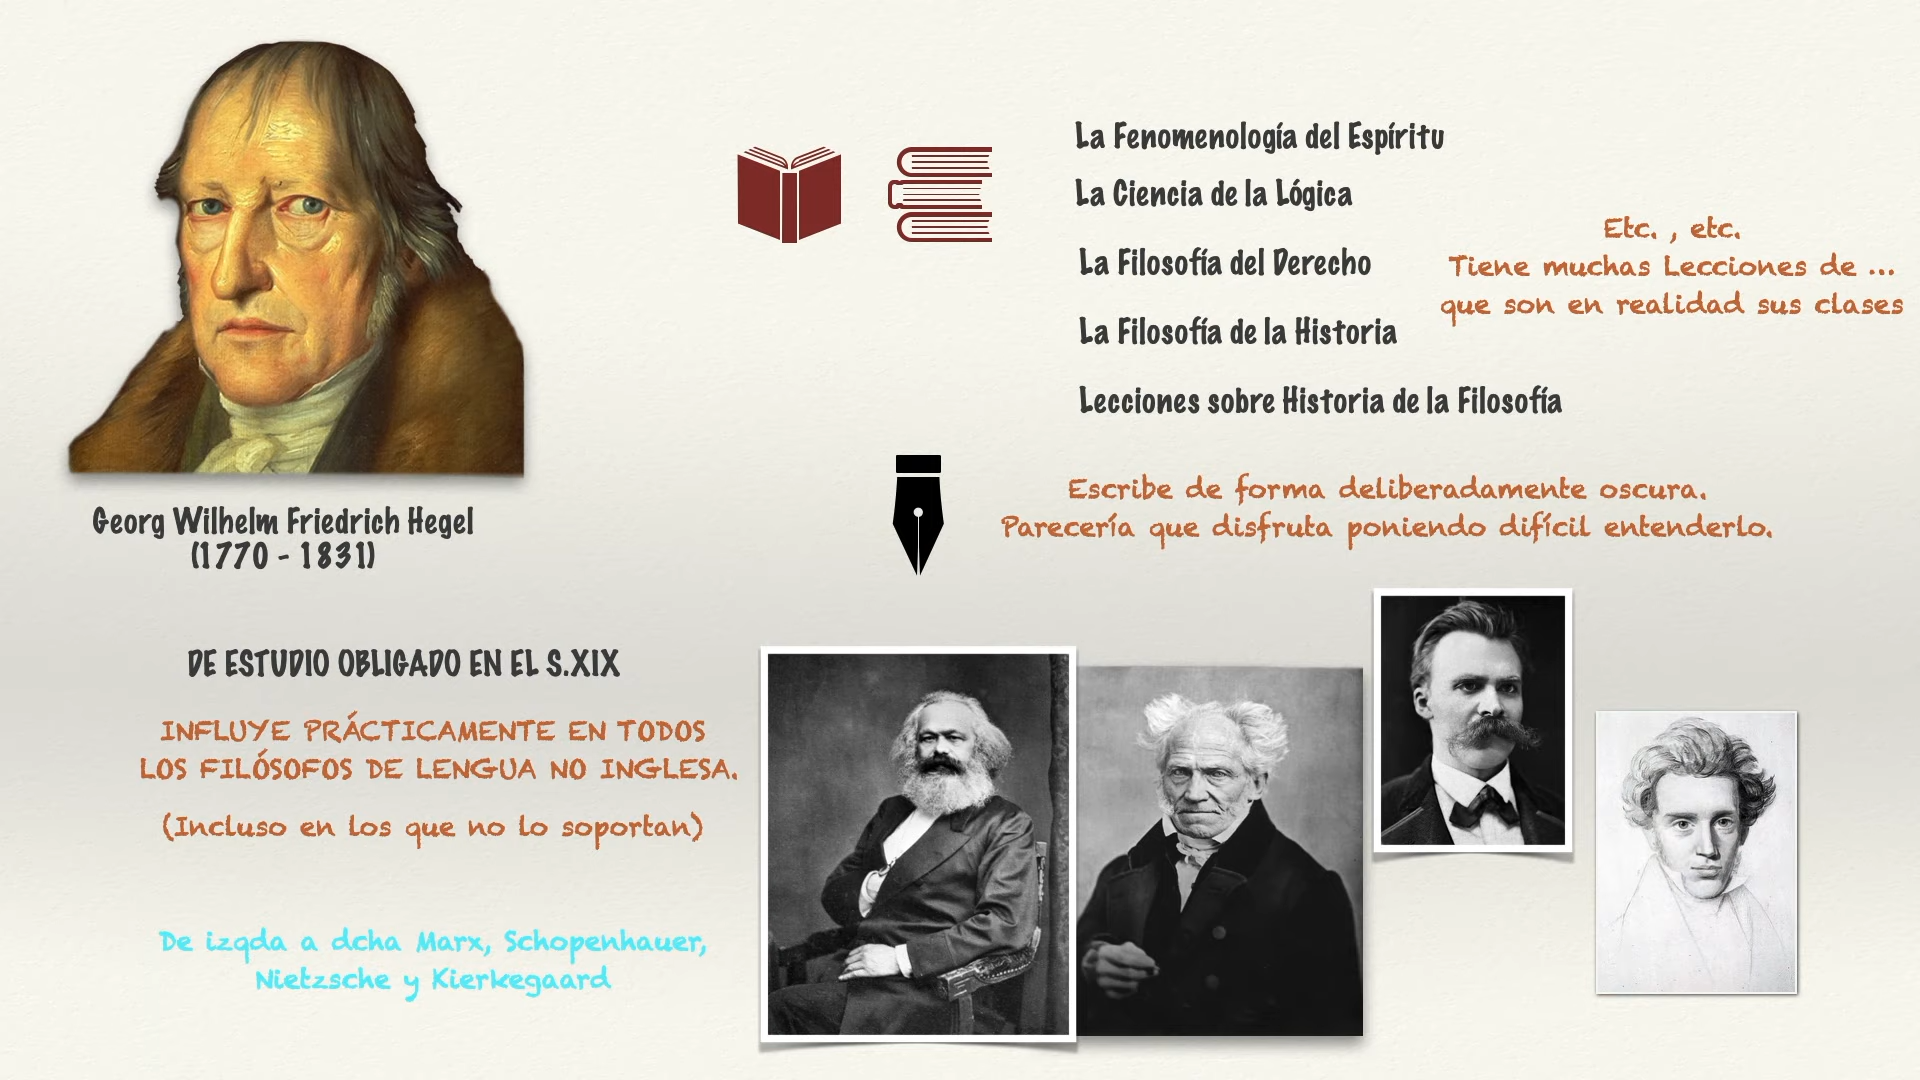 La Fenomenología del Espíritu
La Ciencia de la Lógica
La Filosofía del Derecho
La Filosofía de la Historia
Lecciones sobre Historia de la Filosofía
Etc. , etc.
Tiene muchas Lecciones de ...
que son en realidad sus clases
Escribe de forma deliberadamente oscura.
Parecería que disfruta poniendo difícil entenderlo.
Georg Wilhelm Friedrich Hegel
(1770 - 1831)
DE ESTUDIO OBLIGADO EN EL S.XIX
INFLUYE PRÁCTICAMENTE EN TODOS
LOS FILÓSOFOS DE LENGUA NO INGLESA.
(Incluso en los que no lo soportan)
De izqda a dcha Marx, Schopenhauer,
Nietzsche y Kierkegaard